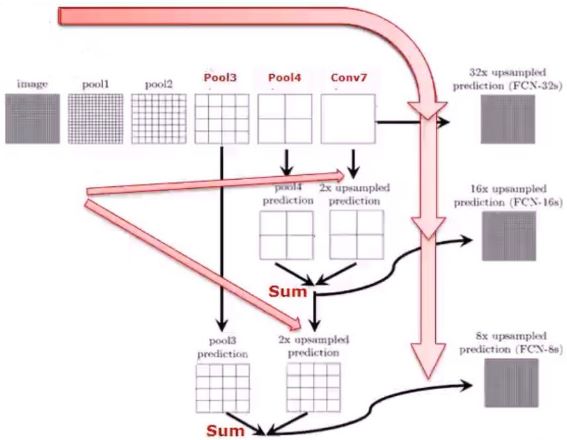 image
pool1
pool2
Pool3
Pool4
Conv7
32x upsampled
prediction (FCN-32s)
pool4
prediction
2x upsampled
prediction
16x upsampled
prediction (FCN-16s)
Sum
pool3
prediction
2x upsampled
prediction
8x upsampled
prediction (FCN-8s)
Sum